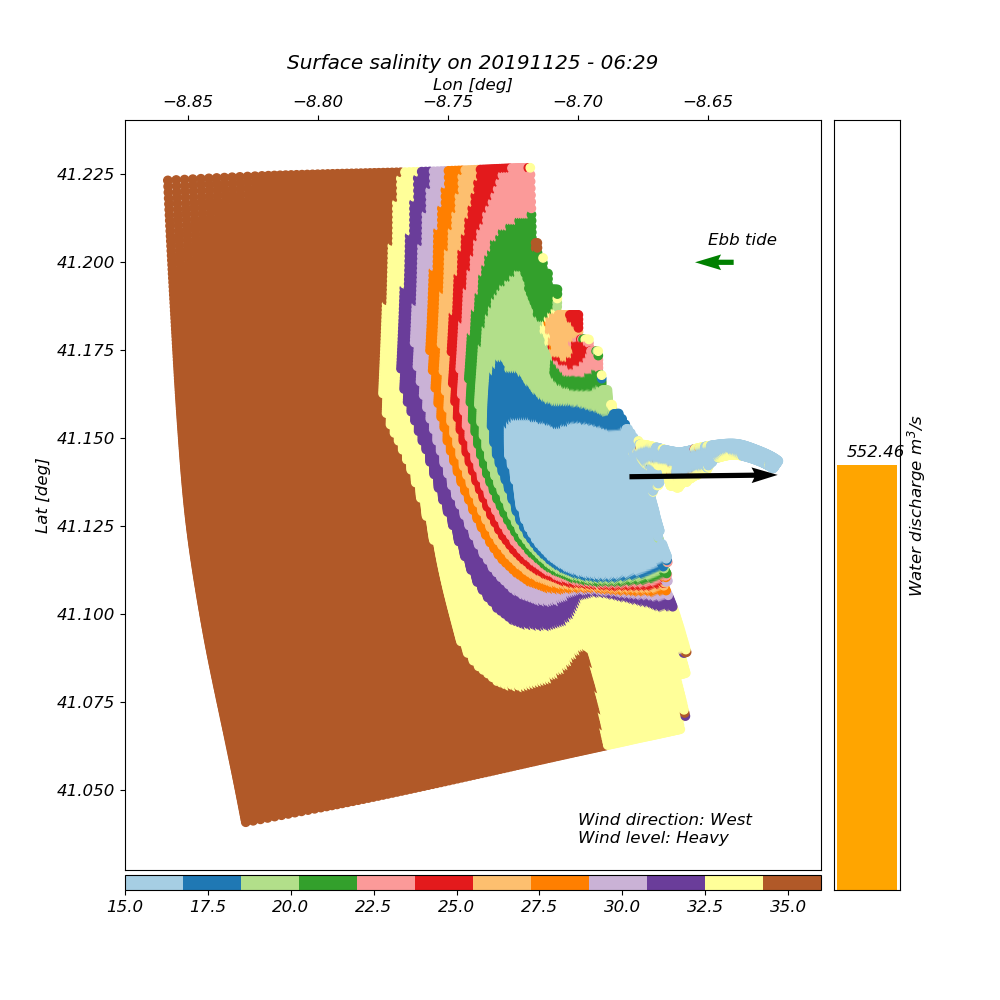 Surface salinity on 20191125 - 06:29
Lon [deg]
−8.85 −8.80 −8.75 −8.70 −8.65
41.225
41.200
41.175
41.150
41.125
41.100
41.075
41.050
Lat [deg]
Ebb tide
552.46
Water discharge m³/s
Wind direction: West
Wind level: Heavy
15.0 17.5 20.0 22.5 25.0 27.5 30.0 32.5 35.0